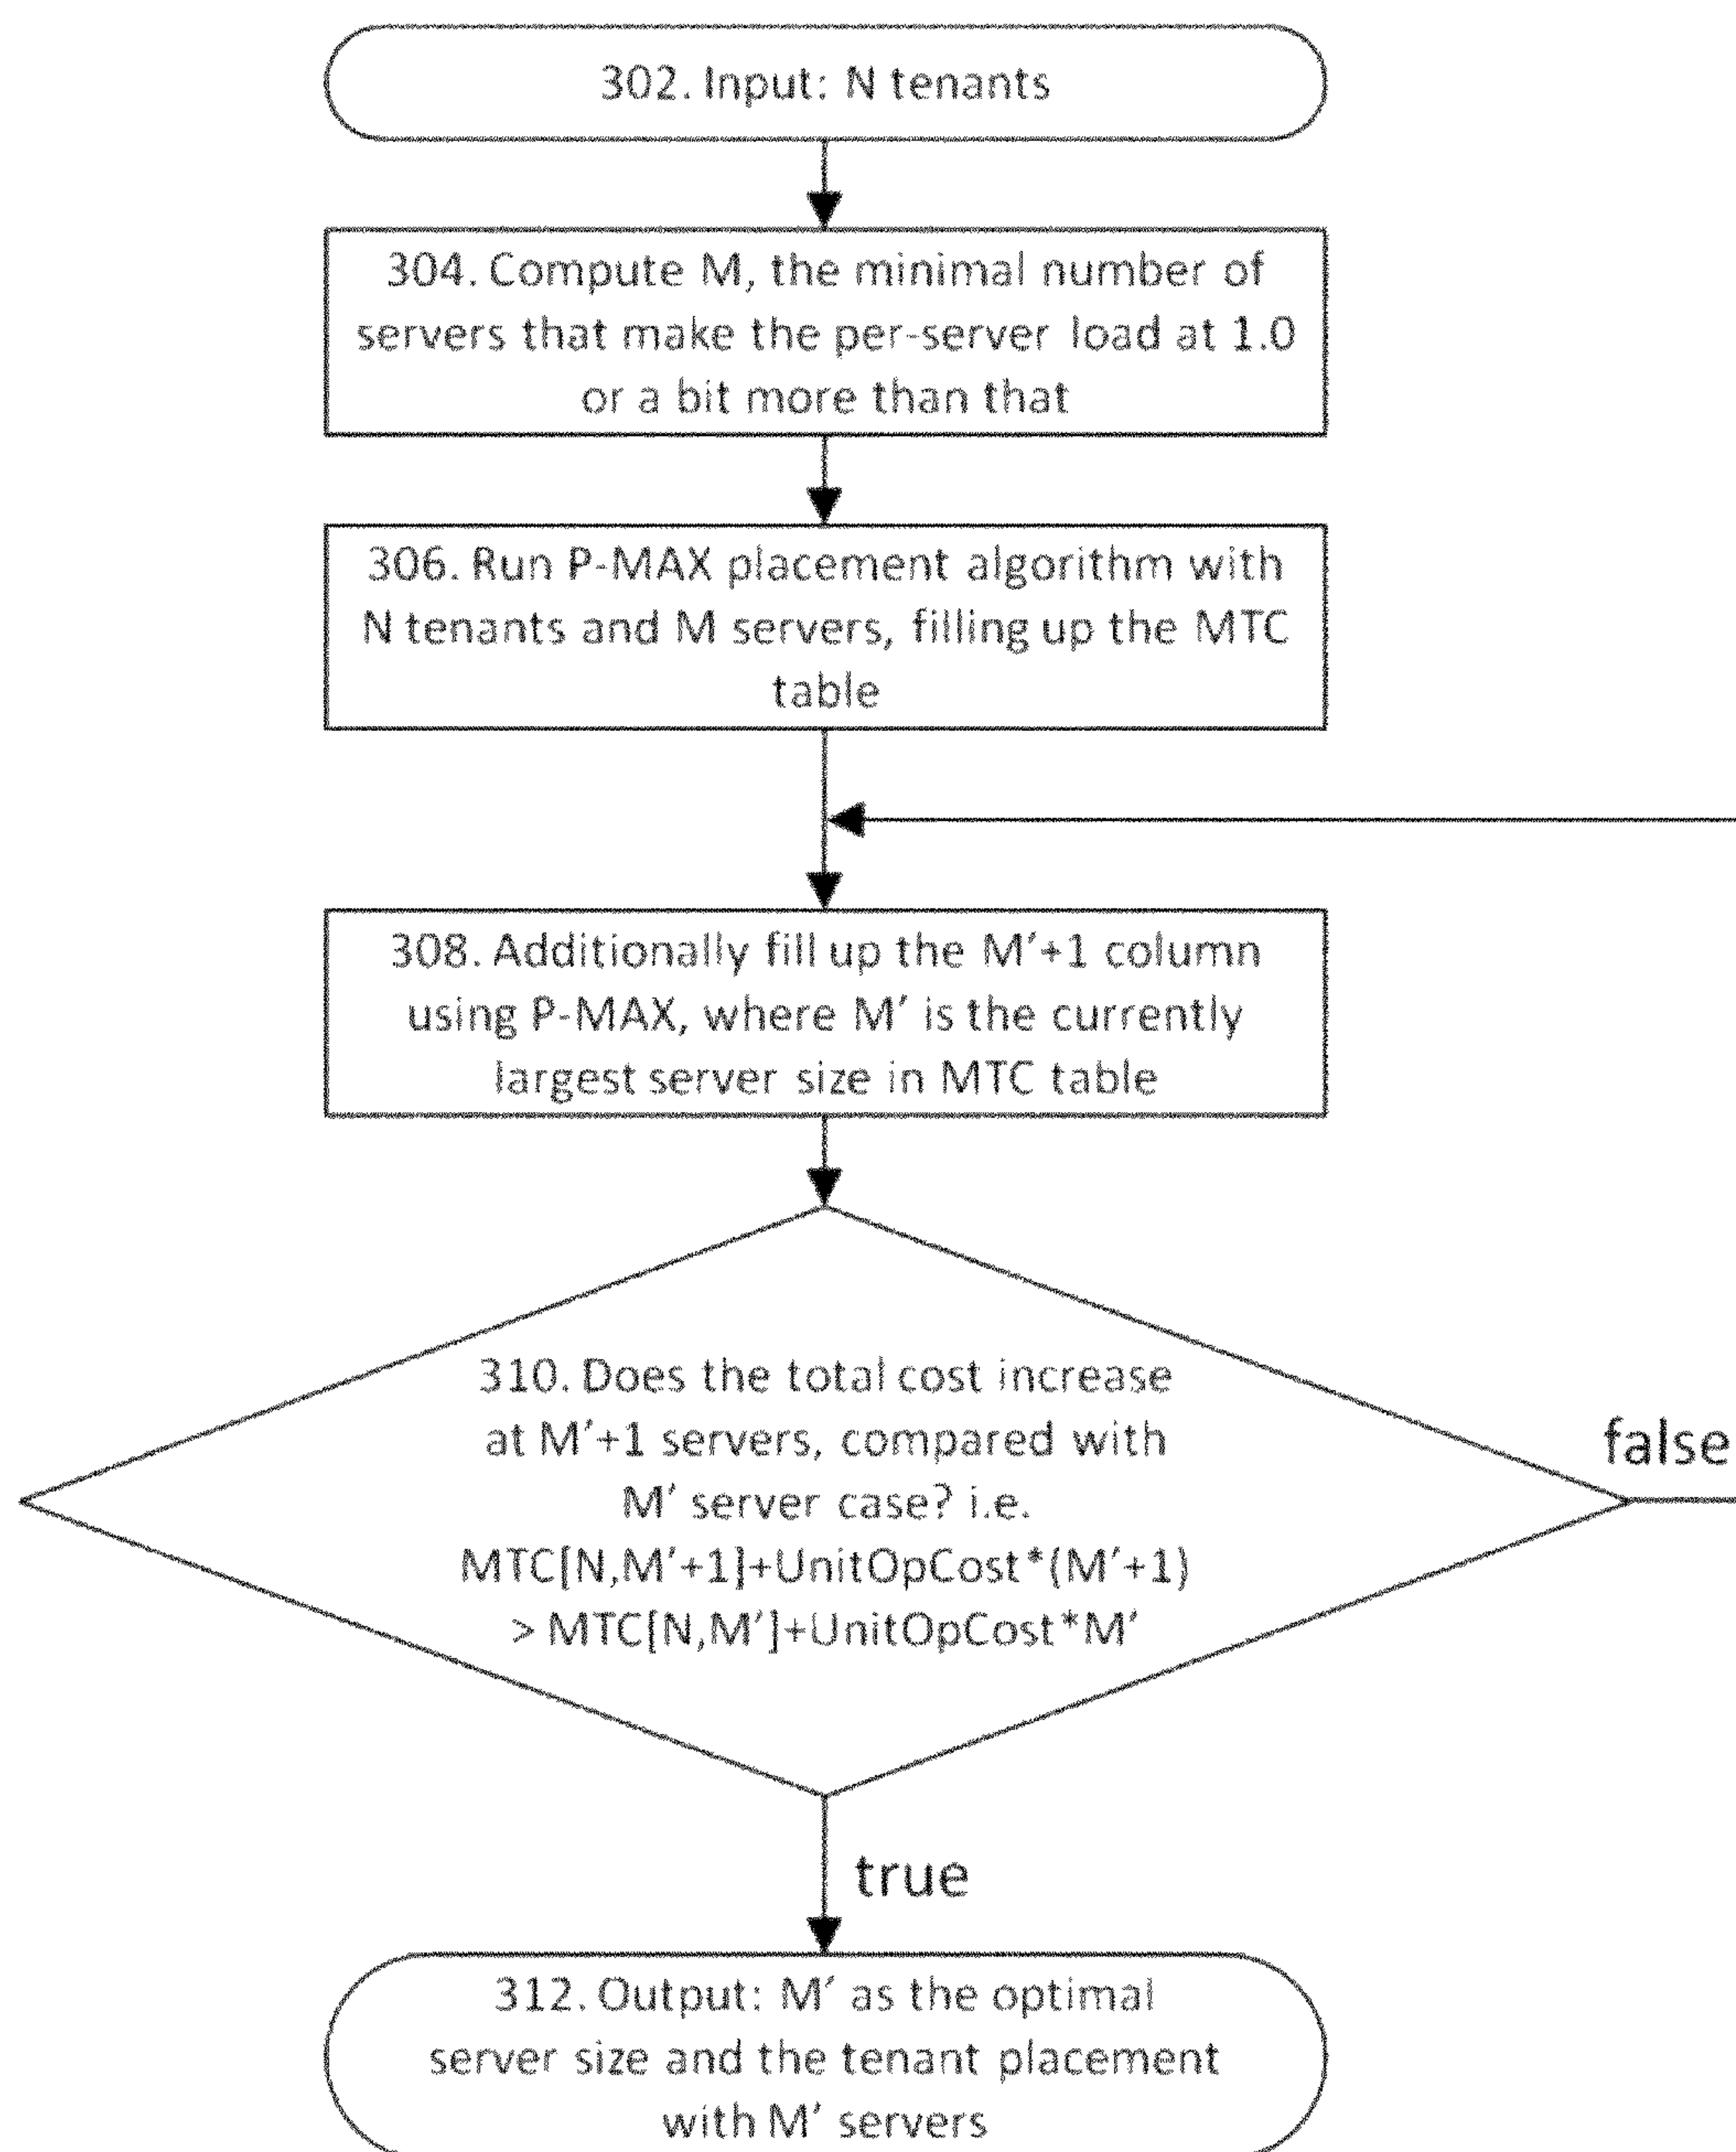 302. Input: N tenants
304. Compute M, the minimal number of
servers that make the per-server load at 1.0
or a bit more than that
306. Run P-MAX placement algorithm with
N tenants and M servers, filling up the MTC
table
308. Additionally fill up the M′+1 column
using P-MAX, where M′ is the currently
largest server size in MTC table
310. Does the total cost increase
at M′+1 servers, compared with
M′ server case? i.e.
MTC[N,M′+1]+UnitOpCost*(M′+1)
> MTC[N,M′]+UnitOpCost*M′
false
true
312. Output: M′ as the optimal
server size and the tenant placement
with M′ servers